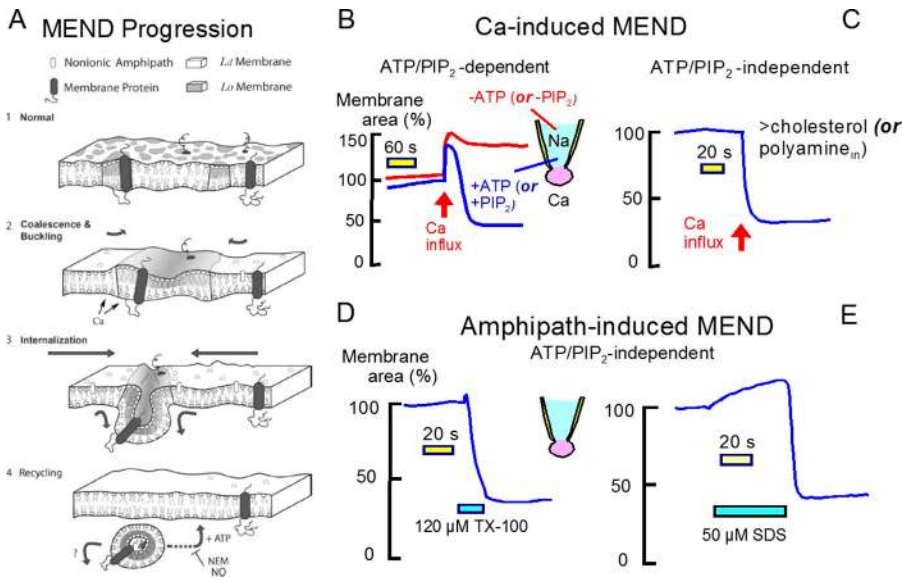 A
MEND Progression
Nonionic Amphipath
Ld Membrane
Membrane Protein
Lo Membrane
1 Normal
2 Coalescence &
Buckling
Ca
3 Internalization
4 Recycling
?
+ ATP
NEM
NO
Ca-induced MEND
B
ATP/PIP2-dependent
Membrane
area (%)
150
100
50
0
60 s
Ca
influx
-ATP (or -PIP2)
Na
+ATP (or
+PIP2)
Ca
C
ATP/PIP2-independent
100
50
0
20 s
>cholesterol (or
polyaminein)
Ca
influx
Amphipath-induced MEND
ATP/PIP2-independent
D
Membrane
area (%)
100
50
0
20 s
120 µM TX-100
E
100
50
0
20 s
50 µM SDS